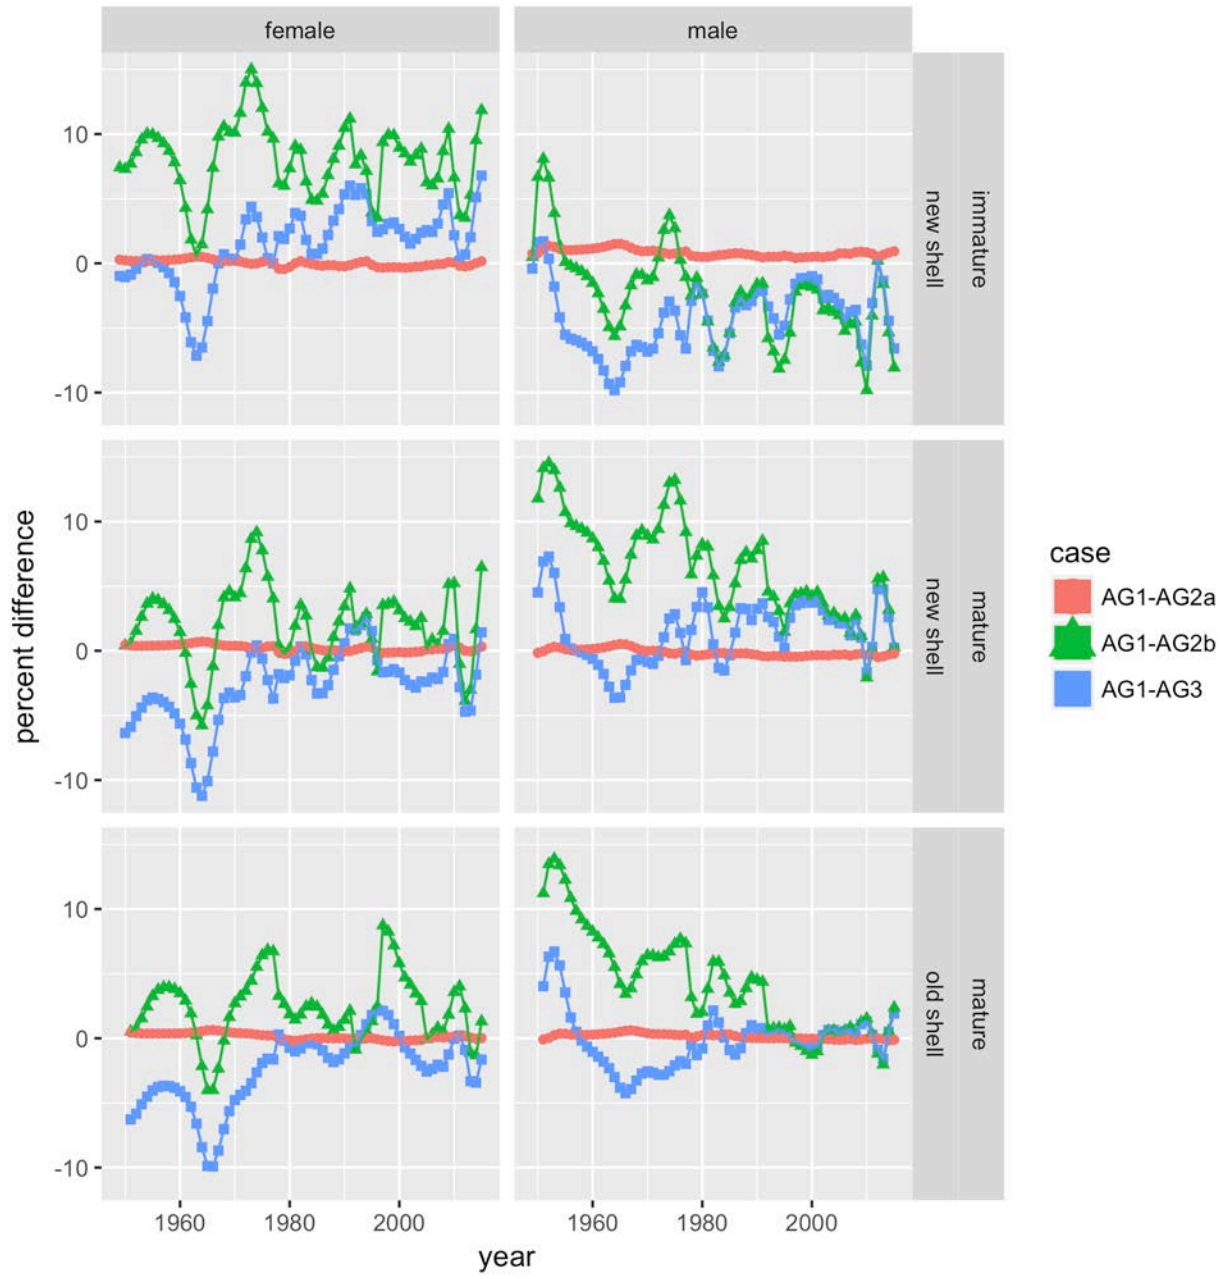 female
male
10
0
-10
immature
new shell
10
0
-10
mature
new shell
10
0
-10
mature
old shell
1960
1980
2000
1960
1980
2000
percent difference
year
case
AG1-AG2a
AG1-AG2b
AG1-AG3